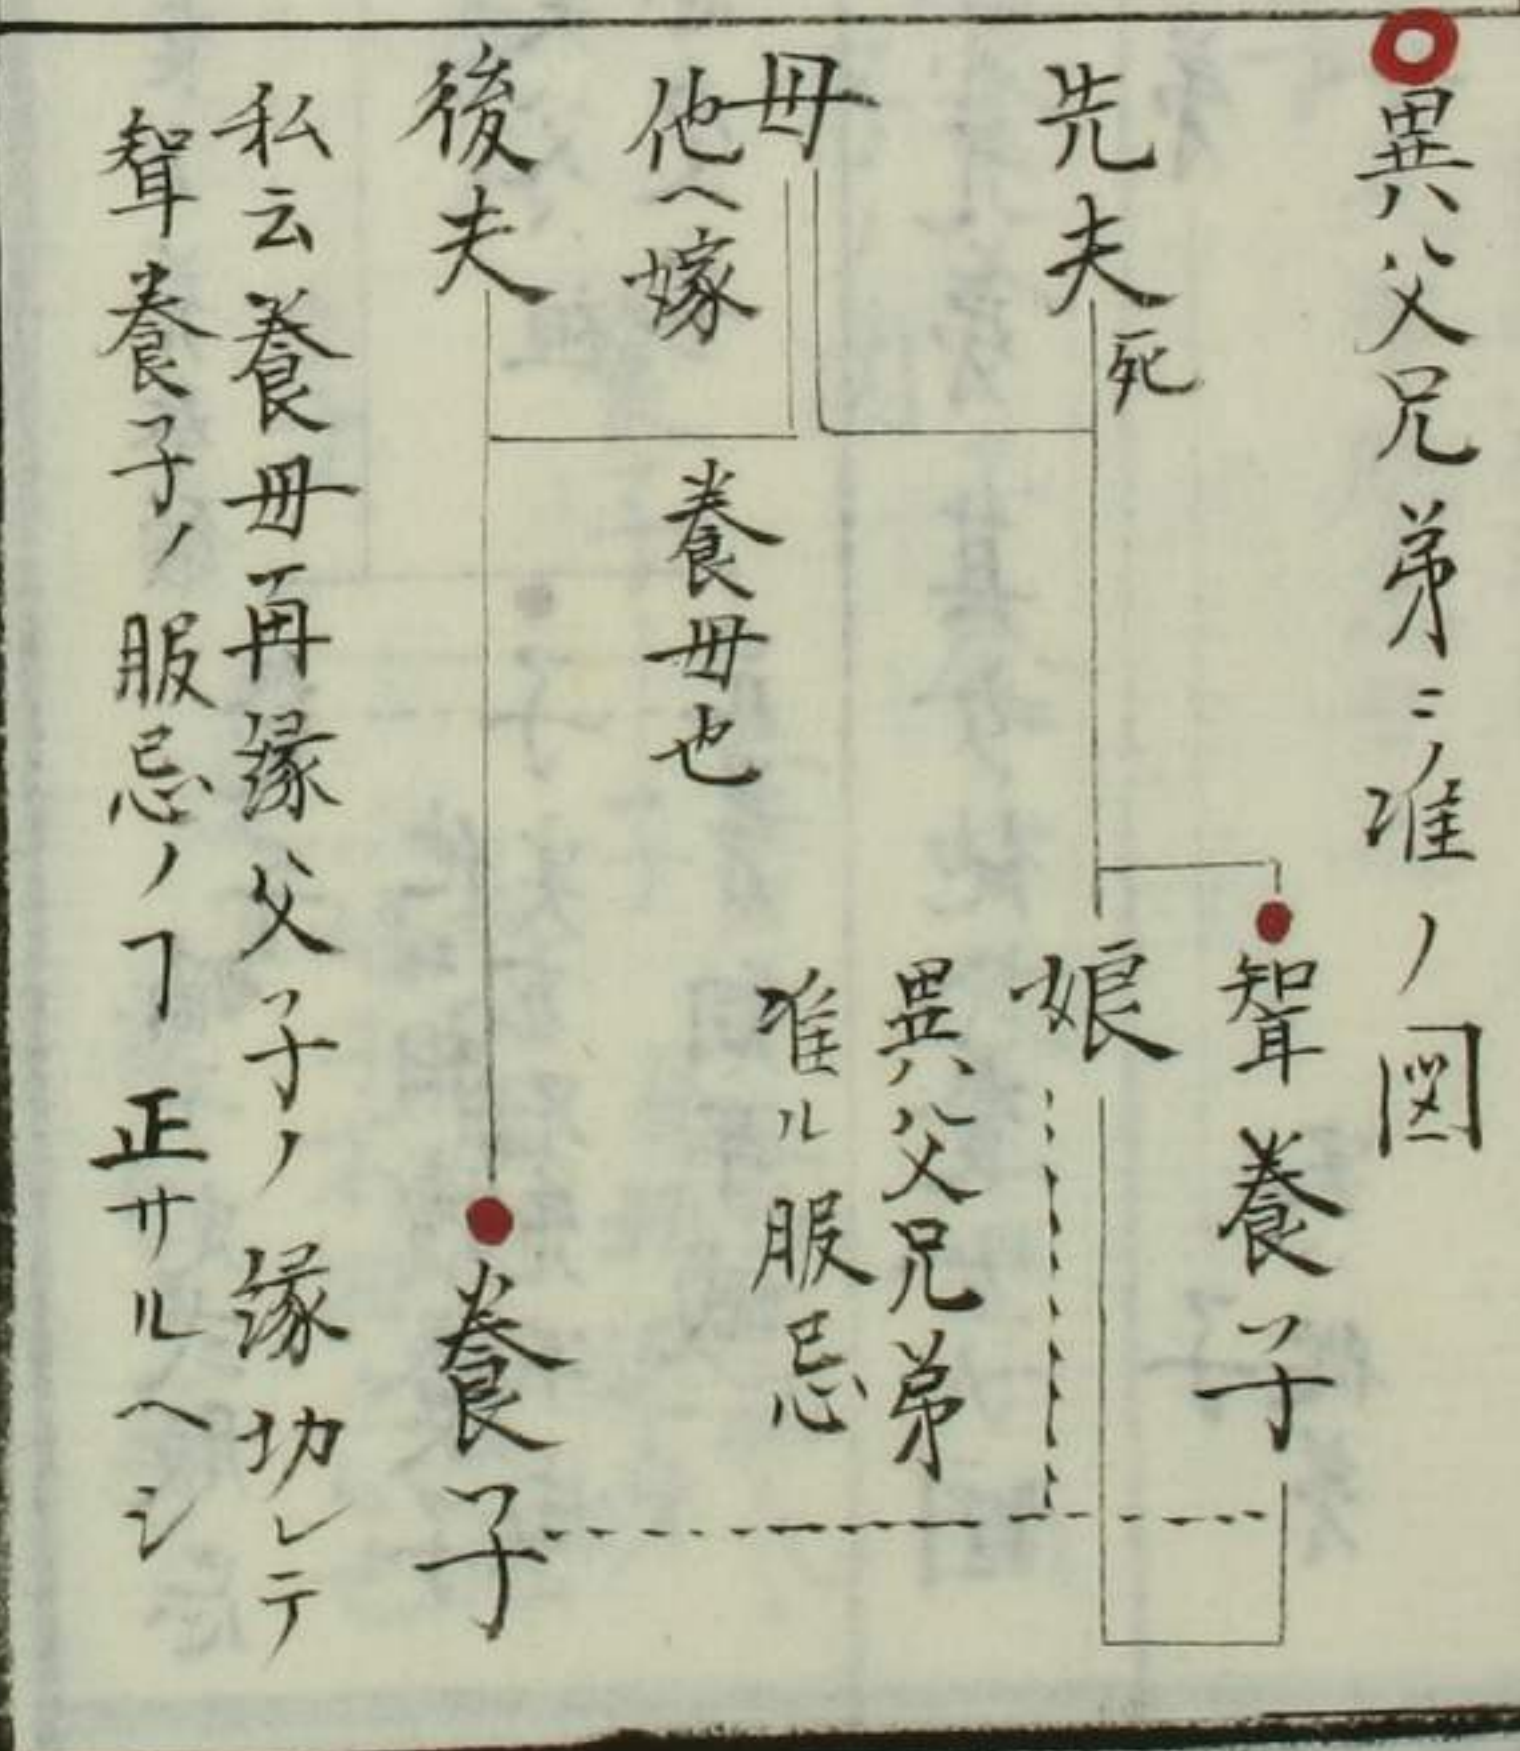 異父兄弟ニノ准ノ図
聟養子
先夫死
娘
異父兄弟
准ル服忌
母
他ヘ嫁
養母也
後夫
養子
私云養母再縁父子ノ縁切レテ
聟養子ノ服忌ノヿ正サルヘシ